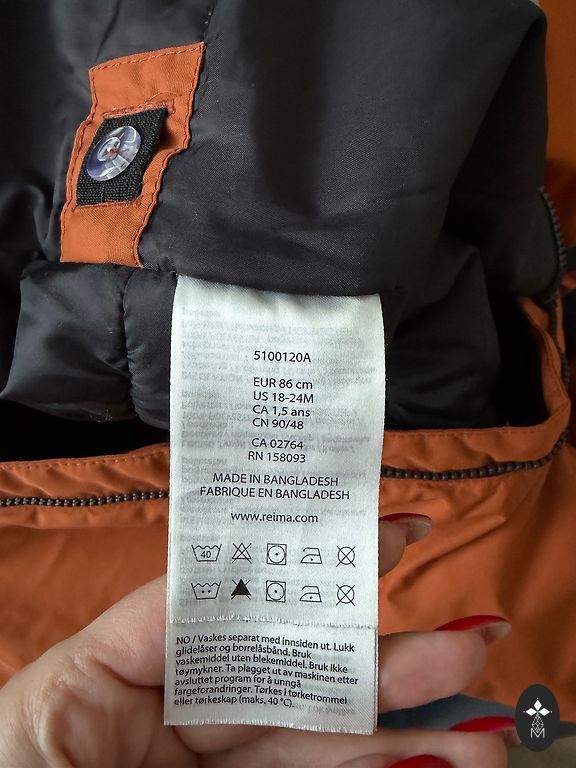 5100120A
EUR 86 cm
US 18-24M
CA 1,5 ans
CN 90/48
CA 02764
RN 158093
MADE IN BANGLADESH
FABRIQUE EN BANGLADESH
www.reima.com
40
NO / Vaskes separat med innsiden ut. Lukk
glidelåser og borrelåsbånd. Bruk
vaskemiddel uten blekemiddel. Bruk ikke
tøymykner. Ta plagget ut av maskinen etter
avsluttet program for å unngå
fargeforandringer. Tørkes i tørketrommel
eller tørkeskap (maks. 40 °C).
M